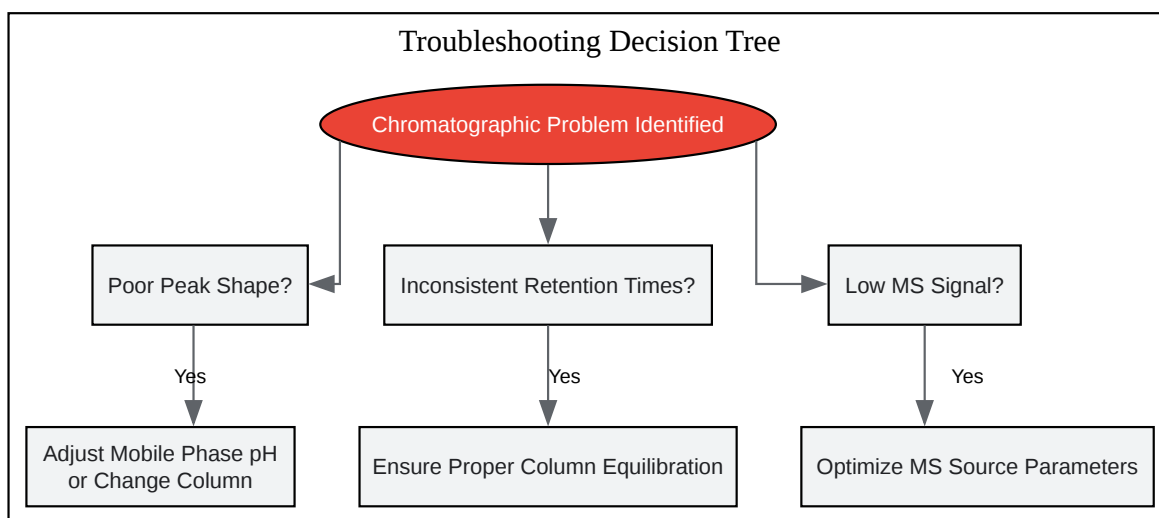 Troubleshooting Decision Tree
Chromatographic Problem Identified
Poor Peak Shape?
Inconsistent Retention Times?
Low MS Signal?
Yes
Yes
Yes
Adjust Mobile Phase pH
or Change Column
Ensure Proper Column Equilibration
Optimize MS Source Parameters